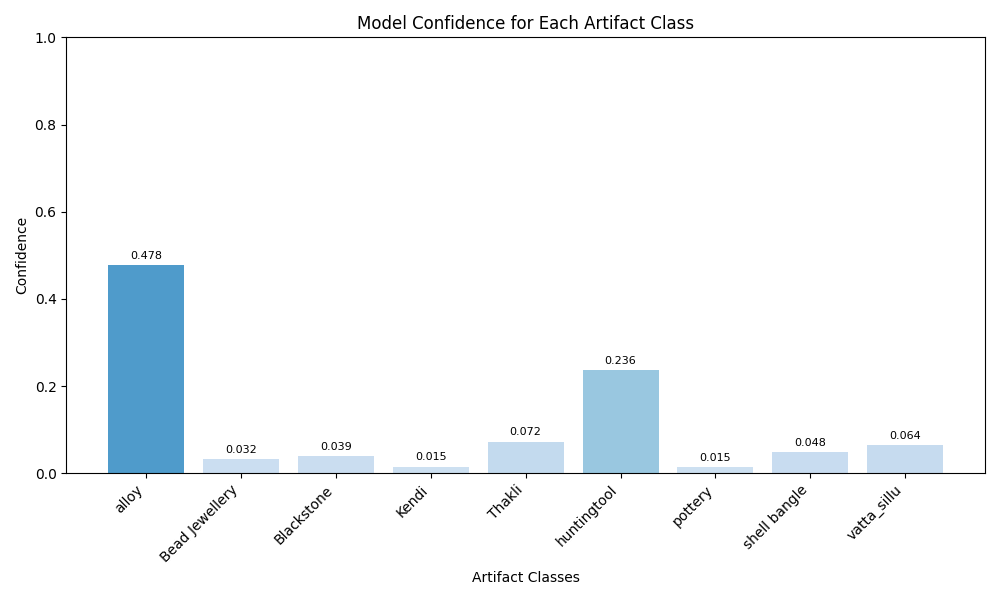 Model Confidence for Each Artifact Class
1.0
0.8
0.6
0.4
0.2
0.0
Confidence
0.478
0.032
0.039
0.015
0.072
0.236
0.015
0.048
0.064
alloy
Bead Jewellery
Blackstone
Kendi
Thakli
huntingtool
pottery
shell bangle
vatta_sillu
Artifact Classes